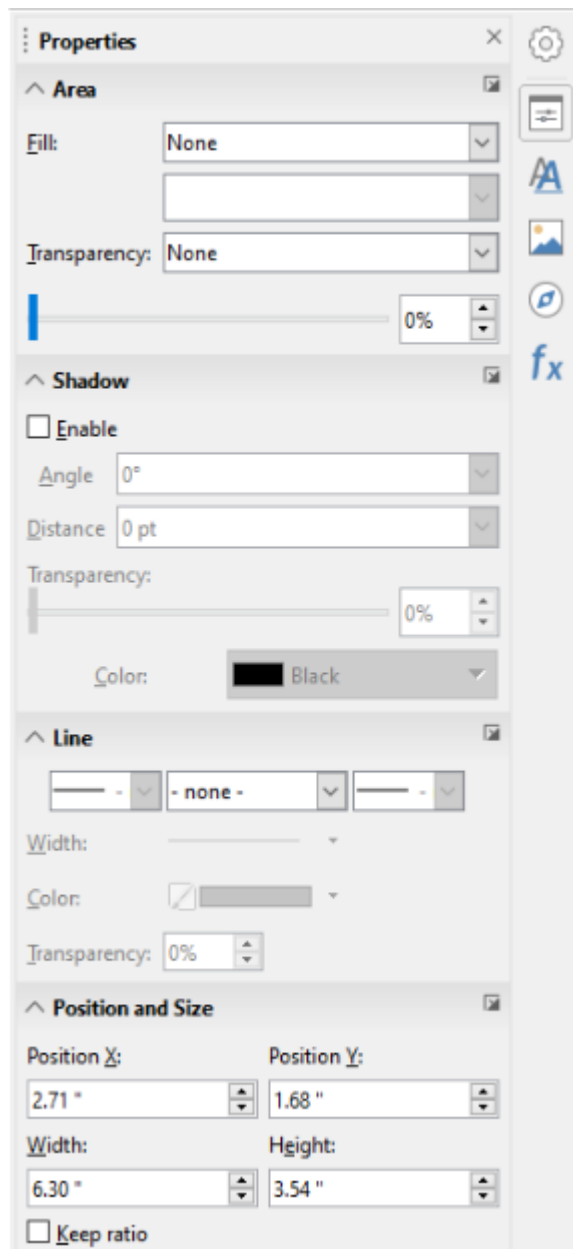 Properties
Area
Fill: None
Transparency: None
0%
Shadow
Enable
Angle 0°
Distance 0 pt
Transparency:
0%
Color: Black
Line
- - none - -
Width:
Color:
Transparency: 0%
Position and Size
Position X: Position Y:
2.71 " 1.68 "
Width: Height:
6.30 " 3.54 "
Keep ratio
fx